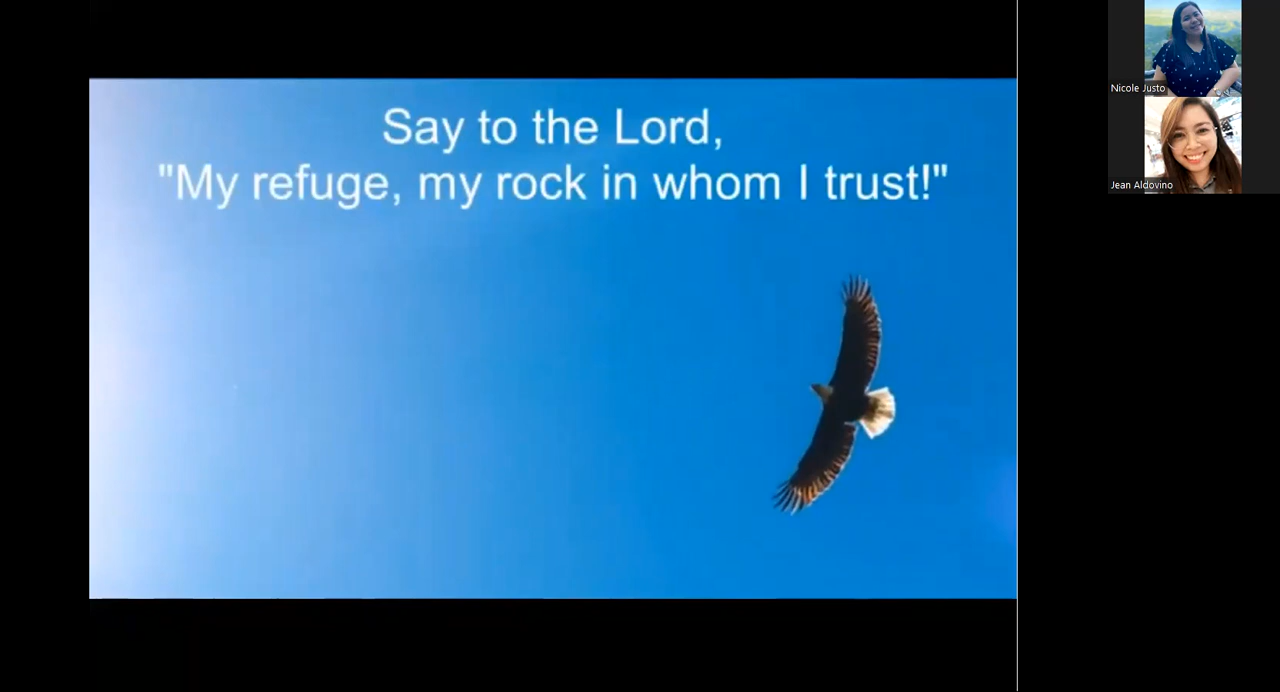 Say to the Lord,
"My refuge, my rock in whom I trust!"
Nicole Justo
Jean Aldovino